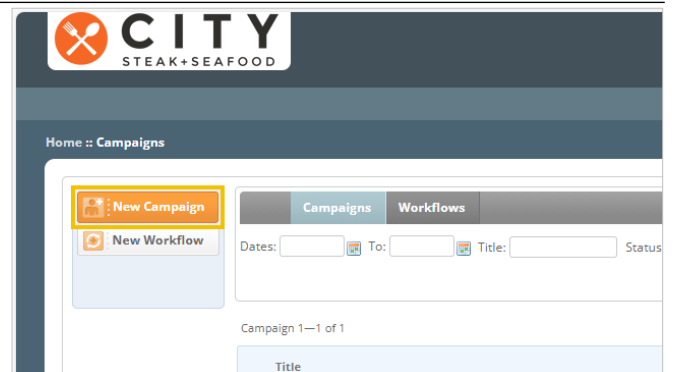 CITY
STEAK+SEAFOOD
Home :: Campaigns
New Campaign
New Workflow
Campaigns Workflows
Dates: To: Title: Status
Campaign 1—1 of 1
Title